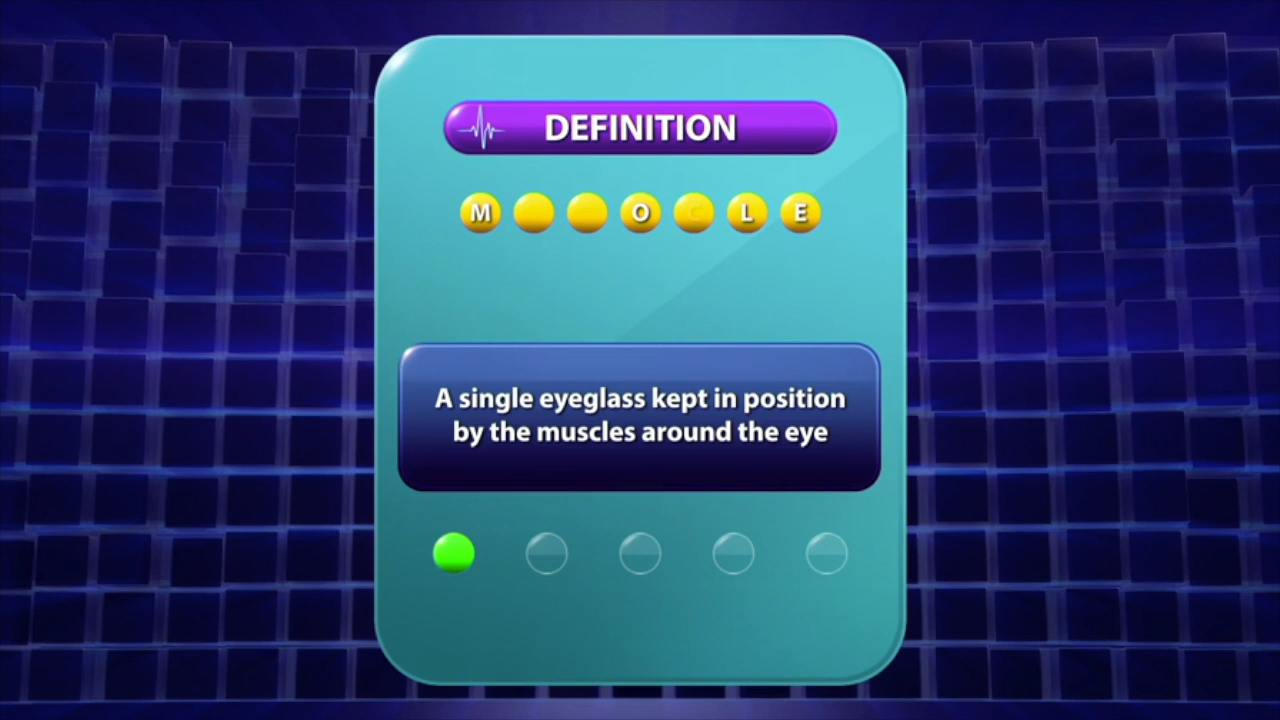 DEFINITION
M O C L E
A single eyeglass kept in position
by the muscles around the eye